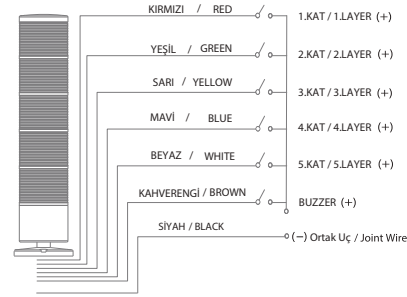 KIRMIZI / RED 1.KAT / 1.LAYER (+)
YEŞİL / GREEN 2.KAT / 2.LAYER (+)
SARI / YELLOW 3.KAT / 3.LAYER (+)
MAVİ / BLUE 4.KAT / 4.LAYER (+)
BEYAZ / WHITE 5.KAT / 5.LAYER (+)
KAHVERENGİ / BROWN BUZZER (+)
SİYAH / BLACK (−) Ortak Uç / Joint Wire